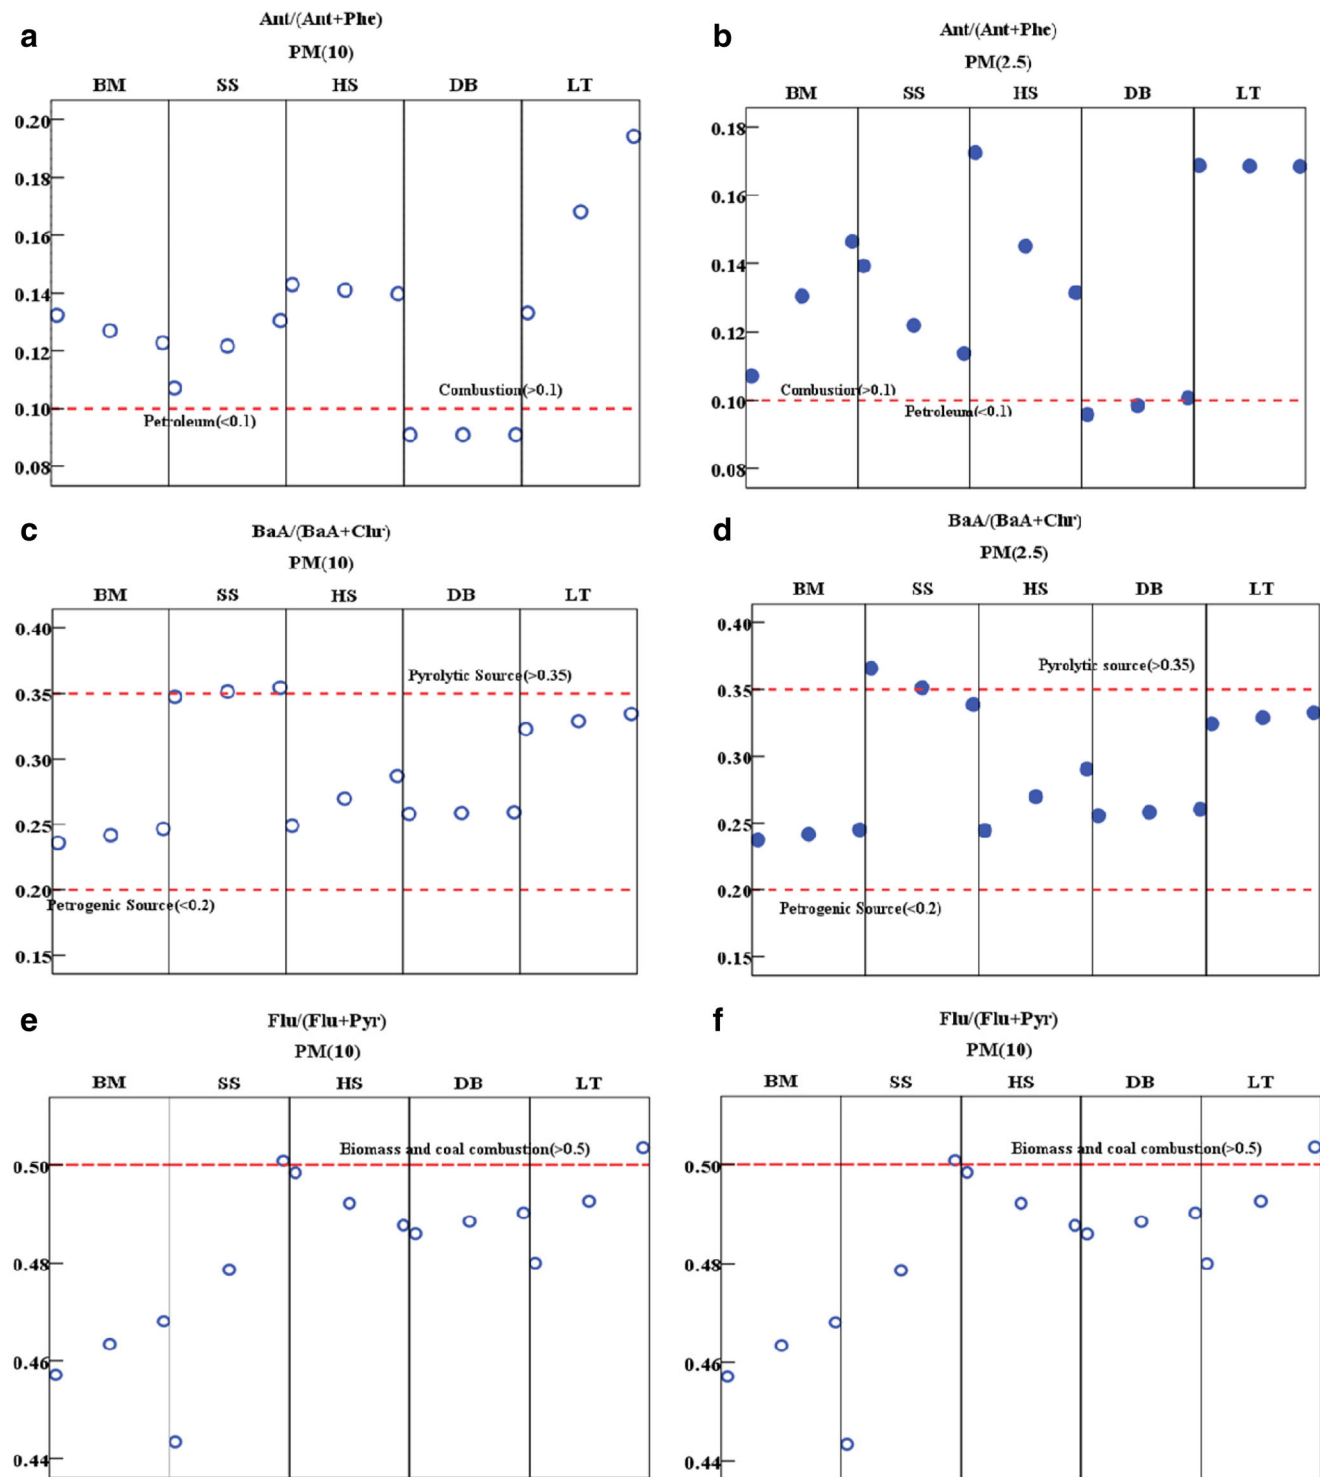 a
Ant/(Ant+Phe)
PM(10)
BM SS HS DB LT
0.20
0.18
0.16
0.14
0.12
Combustion(>0.1)
0.10
Petroleum(<0.1)
0.08
b
Ant/(Ant+Phe)
PM(2.5)
BM SS HS DB LT
0.18
0.16
0.14
0.12
Combustion(>0.1)
0.10
Petroleum(<0.1)
0.08
c
BaA/(BaA+Chr)
PM(10)
BM SS HS DB LT
0.40
Pyrolytic Source(>0.35)
0.35
0.30
0.25
0.20
Petrogenic Source(<0.2)
0.15
d
BaA/(BaA+Chr)
PM(2.5)
BM SS HS DB LT
0.40
Pyrolytic source(>0.35)
0.35
0.30
0.25
0.20
Petrogenic Source(<0.2)
0.15
e
Flu/(Flu+Pyr)
PM(10)
BM SS HS DB LT
Biomass and coal combustion(>0.5)
0.50
0.48
0.46
0.44
f
Flu/(Flu+Pyr)
PM(10)
BM SS HS DB LT
Biomass and coal combustion(>0.5)
0.50
0.48
0.46
0.44